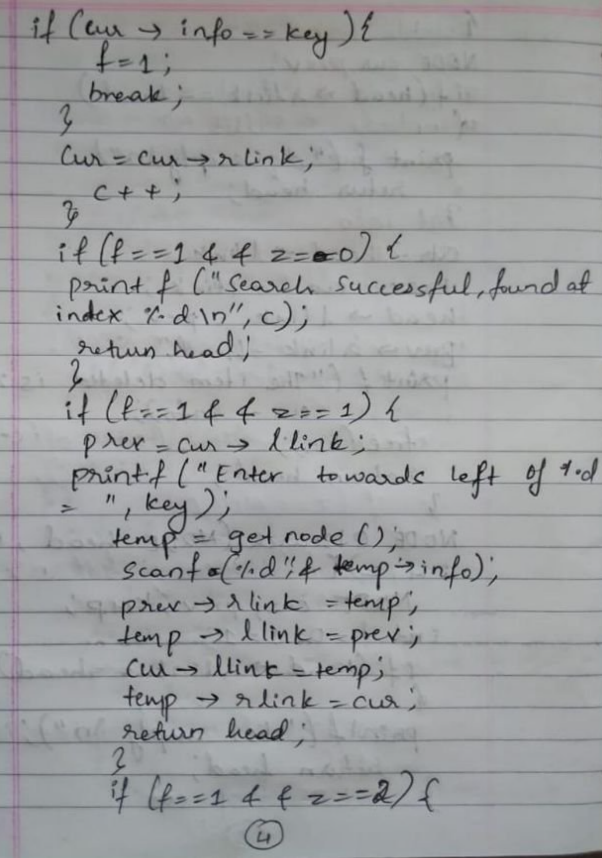 if (cur → info == key) {
f=1;
break;
}
cur = cur → rlink;
c++;
}
if (f==1 && z==0) {
printf ("Search Successful, found at
index %d \n", c);
return head;
}
if (f==1 && z==1) {
prev = cur → llink;
printf ("Enter towards left of %d
= ", key);
temp = getnode ();
scanf ("%d", & temp → info);
prev → rlink = temp;
temp → llink = prev;
cur → llink = temp;
temp → rlink = cur;
return head;
}
if (f==1 && z==2) {
4